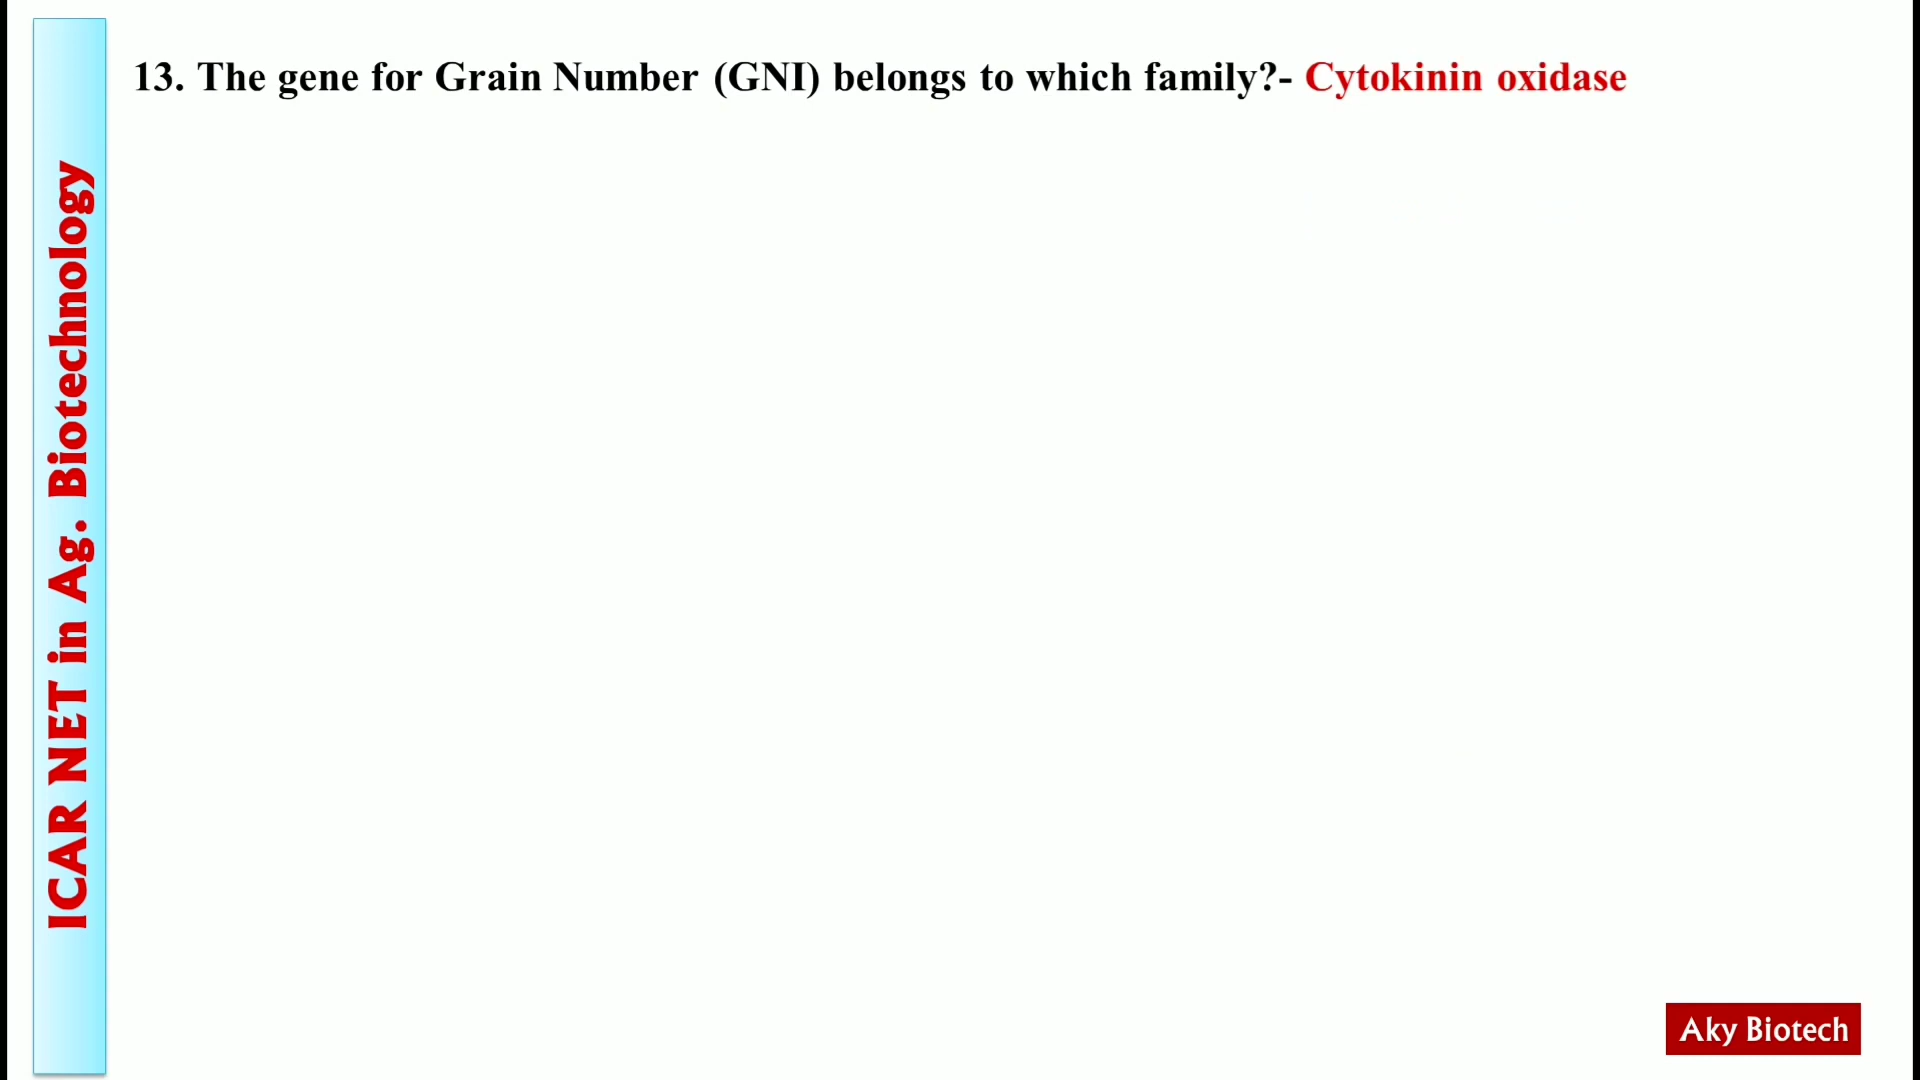 13. The gene for Grain Number (GNI) belongs to which family?- Cytokinin oxidase
ICAR NET in Ag. Biotechnology
Aky Biotech